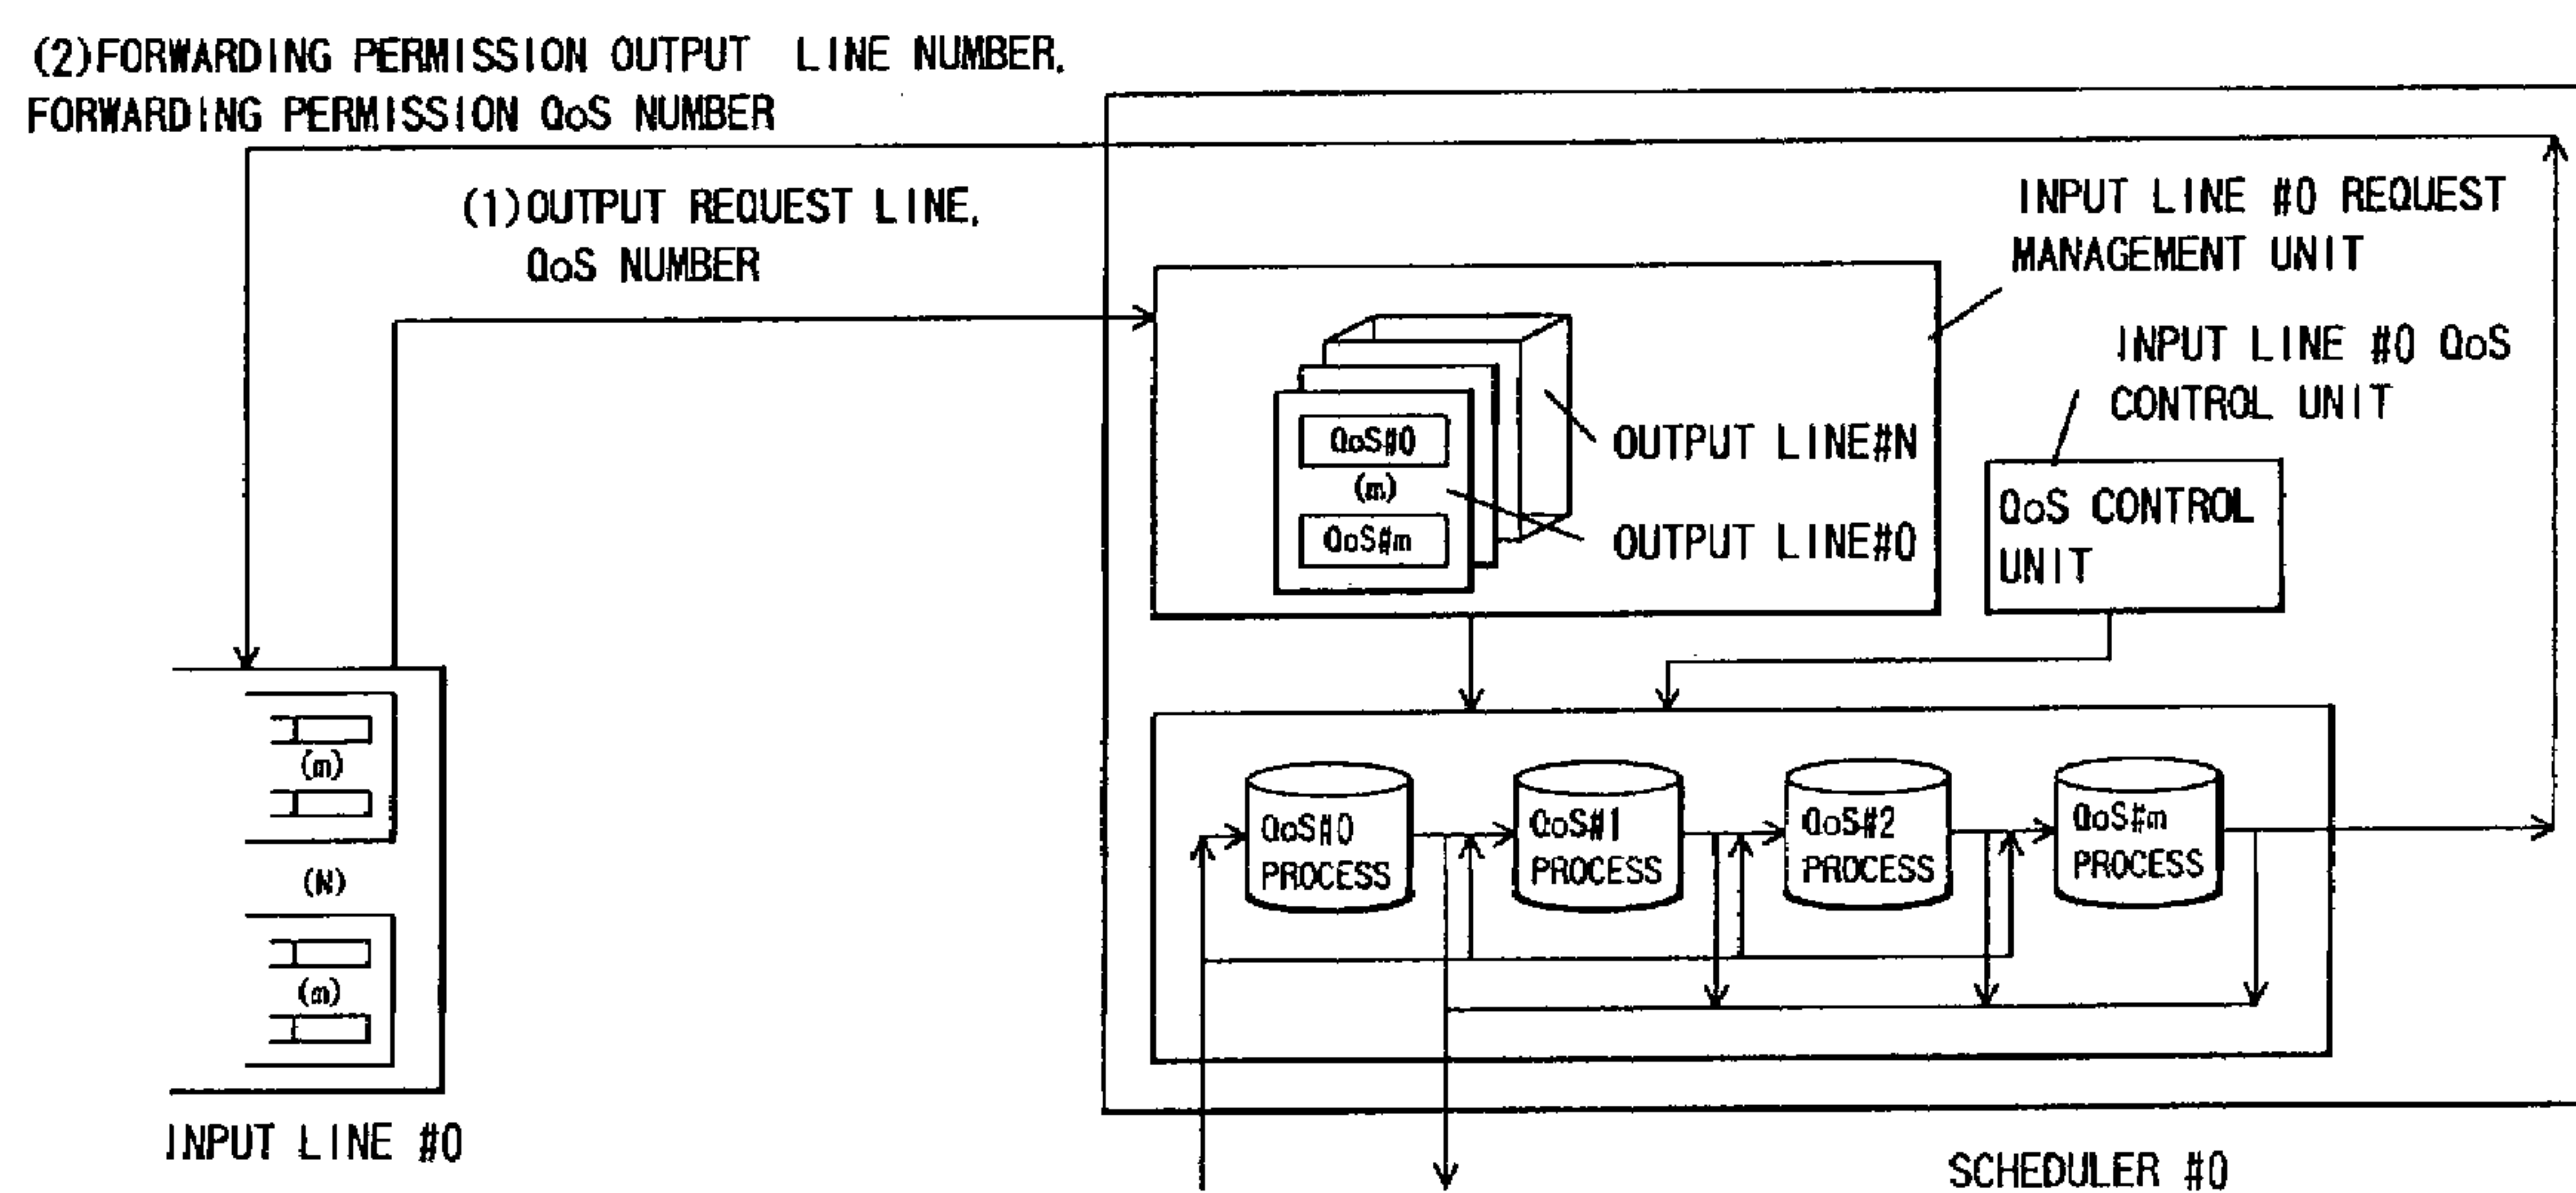 (2)FORWARDING PERMISSION OUTPUT LINE NUMBER,
FORWARDING PERMISSION QoS NUMBER
(1)OUTPUT REQUEST LINE,
QoS NUMBER
INPUT LINE #0 REQUEST
MANAGEMENT UNIT
INPUT LINE #0 QoS
CONTROL UNIT
QoS#0
(m)
QoS#m
OUTPUT LINE#N
OUTPUT LINE#0
QoS CONTROL
UNIT
(m)
(N)
(m)
QoS#0
PROCESS
QoS#1
PROCESS
QoS#2
PROCESS
QoS#m
PROCESS
INPUT LINE #0
SCHEDULER #0